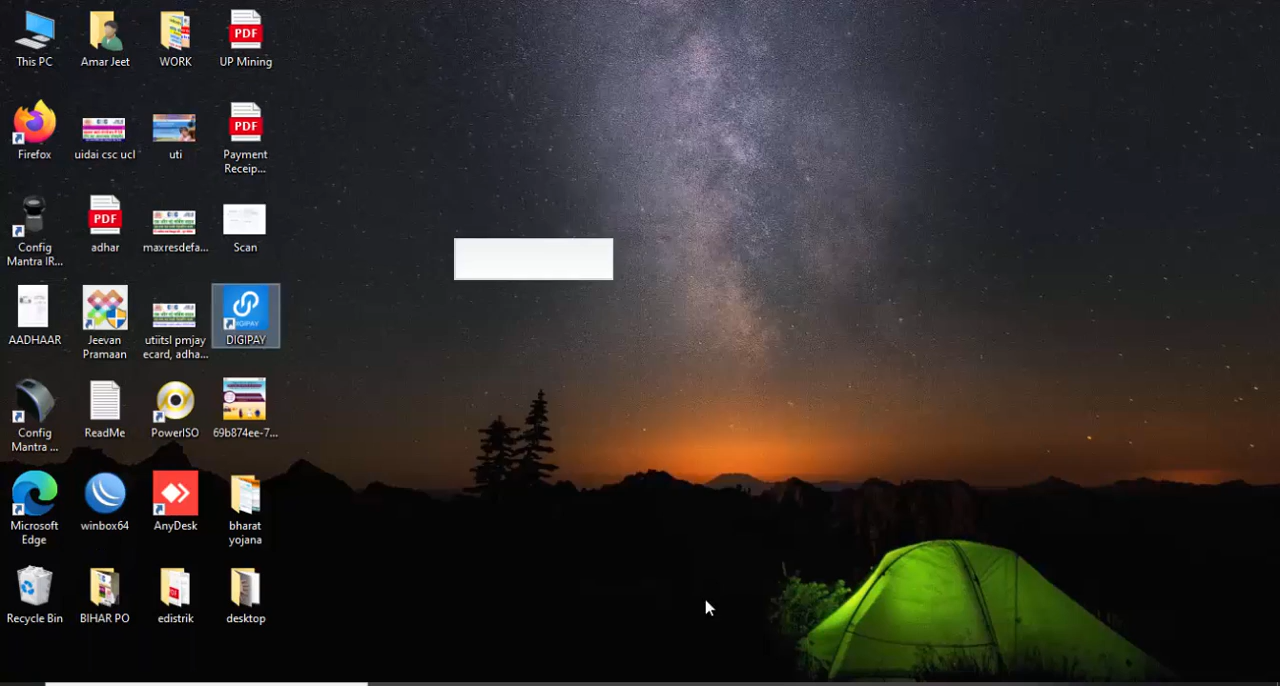 This PC
Amar Jeet
WORK
PDF
UP Mining
Firefox
uidai csc ucl
uti
PDF
Payment
Receip...
Config
Mantra IR...
PDF
adhar
maxresdefa...
Scan
AADHAAR
Jeevan
Pramaan
utiitsl pmjay
ecard, adha...
DIGIPAY
DIGIPAY
Config
Mantra ...
ReadMe
PowerISO
69b874ee-7...
Microsoft
Edge
winbox64
AnyDesk
bharat
yojana
Recycle Bin
BIHAR PO
edistrik
desktop